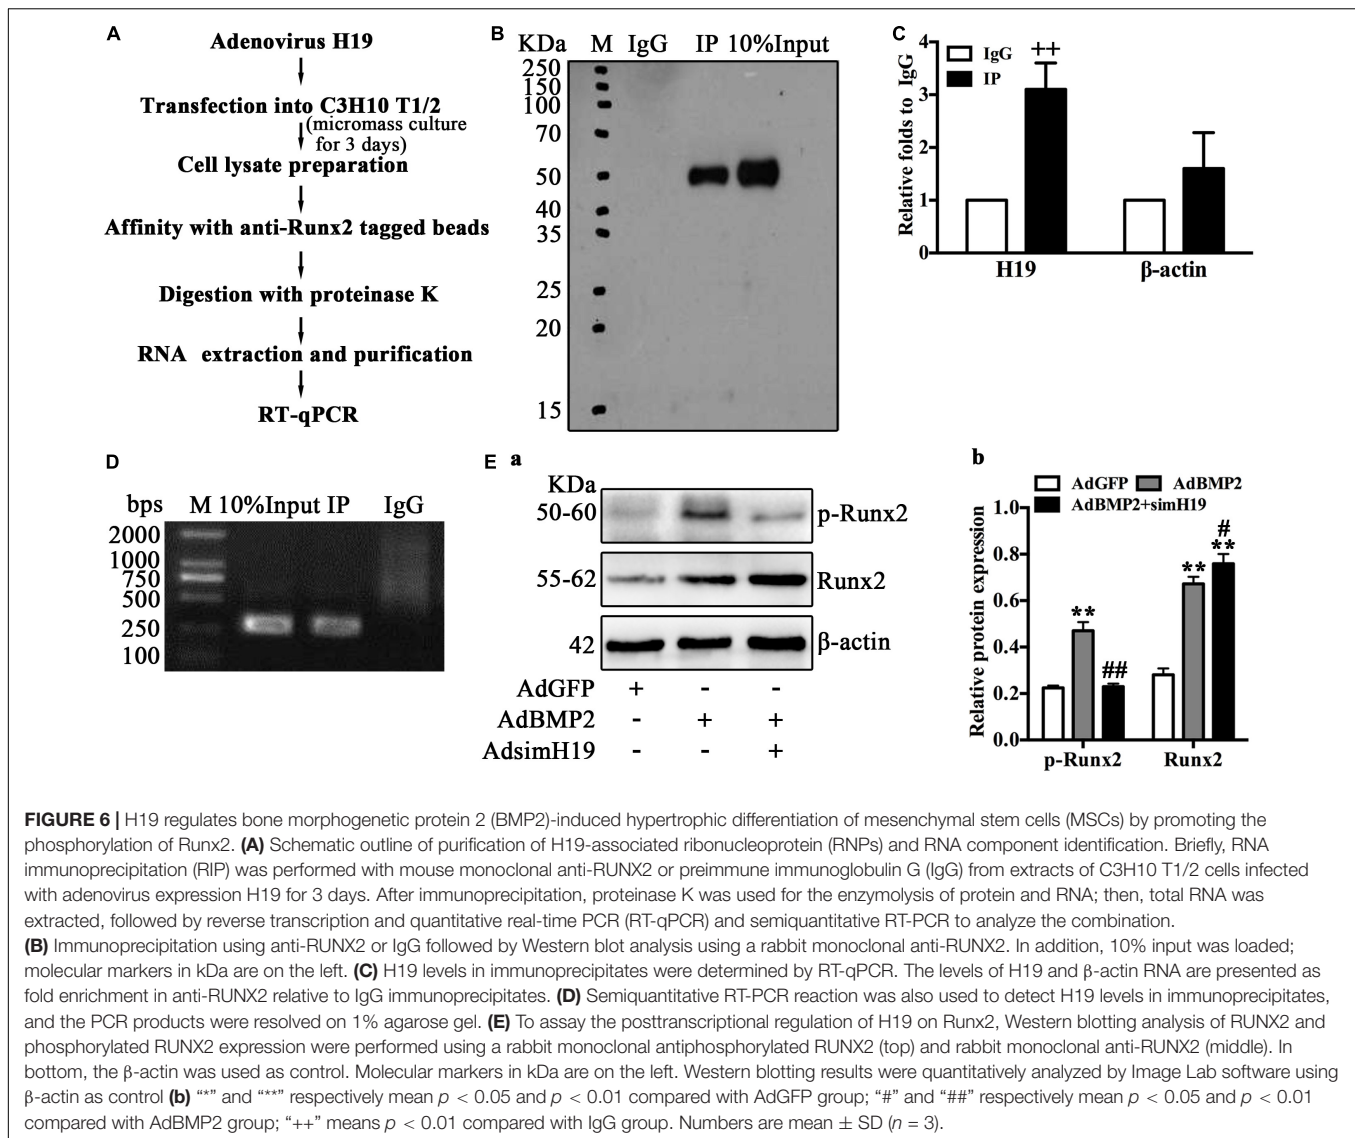 A
Adenovirus H19
Transfection into C3H10 T1/2
(micromass culture
for 3 days)
Cell lysate preparation
Affinity with anti-Runx2 tagged beads
Digestion with proteinase K
RNA extraction and purification
RT-qPCR
B
KDa M IgG IP 10%Input
250
150
100
70
50
40
35
25
20
15
C
Relative folds to IgG
4
3
2
1
0
IgG
IP
++
H19 β-actin
D
bps M 10%Input IP IgG
2000
1000
750
500
250
100
E a
KDa
50-60 p-Runx2
55-62 Runx2
42 β-actin
AdGFP + - -
AdBMP2 - + +
AdsimH19 - - +
b
AdGFP AdBMP2
AdBMP2+simH19
Relative protein expression
1.0
0.8
0.6
0.4
0.2
0.0
**
##
**
#
**
p-Runx2 Runx2
FIGURE 6 | H19 regulates bone morphogenetic protein 2 (BMP2)-induced hypertrophic differentiation of mesenchymal stem cells (MSCs) by promoting the
phosphorylation of Runx2. (A) Schematic outline of purification of H19-associated ribonucleoprotein (RNPs) and RNA component identification. Briefly, RNA
immunoprecipitation (RIP) was performed with mouse monoclonal anti-RUNX2 or preimmune immunoglobulin G (IgG) from extracts of C3H10 T1/2 cells infected
with adenovirus expression H19 for 3 days. After immunoprecipitation, proteinase K was used for the enzymolysis of protein and RNA; then, total RNA was
extracted, followed by reverse transcription and quantitative real-time PCR (RT-qPCR) and semiquantitative RT-PCR to analyze the combination.
(B) Immunoprecipitation using anti-RUNX2 or IgG followed by Western blot analysis using a rabbit monoclonal anti-RUNX2. In addition, 10% input was loaded;
molecular markers in kDa are on the left. (C) H19 levels in immunoprecipitates were determined by RT-qPCR. The levels of H19 and β-actin RNA are presented as
fold enrichment in anti-RUNX2 relative to IgG immunoprecipitates. (D) Semiquantitative RT-PCR reaction was also used to detect H19 levels in immunoprecipitates,
and the PCR products were resolved on 1% agarose gel. (E) To assay the posttranscriptional regulation of H19 on Runx2, Western blotting analysis of RUNX2 and
phosphorylated RUNX2 expression were performed using a rabbit monoclonal antiphosphorylated RUNX2 (top) and rabbit monoclonal anti-RUNX2 (middle). In
bottom, the β-actin was used as control. Molecular markers in kDa are on the left. Western blotting results were quantitatively analyzed by Image Lab software using
β-actin as control (b) “*” and “**” respectively mean p < 0.05 and p < 0.01 compared with AdGFP group; “#” and “##” respectively mean p < 0.05 and p < 0.01
compared with AdBMP2 group; “++” means p < 0.01 compared with IgG group. Numbers are mean ± SD (n = 3).